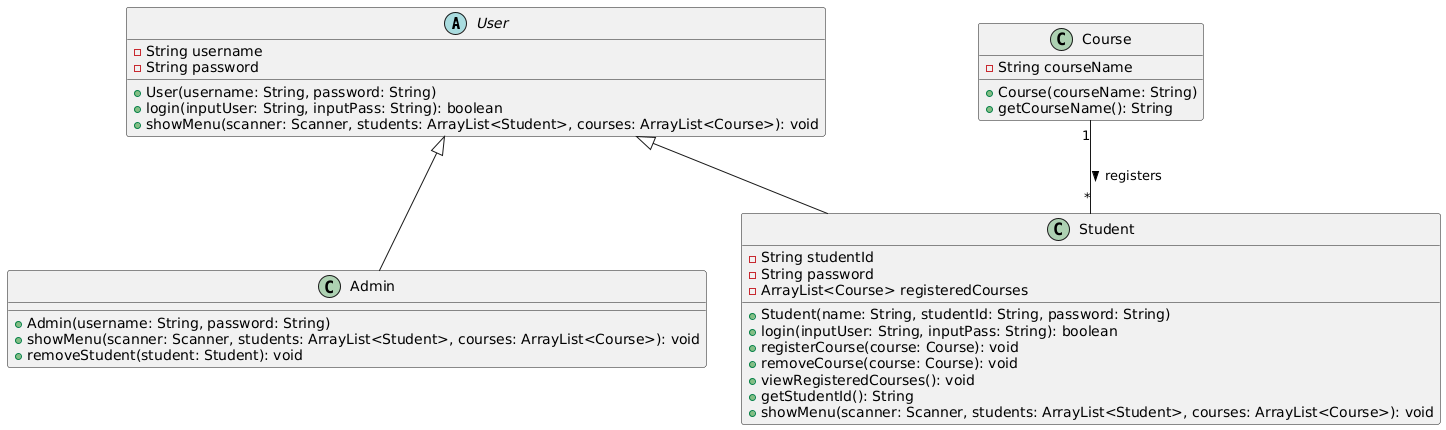 A User
String username
String password
User(username: String, password: String)
login(inputUser: String, inputPass: String): boolean
showMenu(scanner: Scanner, students: ArrayList<Student>, courses: ArrayList<Course>): void
C Course
String courseName
Course(courseName: String)
getCourseName(): String
1
registers
*
C Admin
Admin(username: String, password: String)
showMenu(scanner: Scanner, students: ArrayList<Student>, courses: ArrayList<Course>): void
removeStudent(student: Student): void
C Student
String studentId
String password
ArrayList<Course> registeredCourses
Student(name: String, studentId: String, password: String)
login(inputUser: String, inputPass: String): boolean
registerCourse(course: Course): void
removeCourse(course: Course): void
viewRegisteredCourses(): void
getStudentId(): String
showMenu(scanner: Scanner, students: ArrayList<Student>, courses: ArrayList<Course>): void